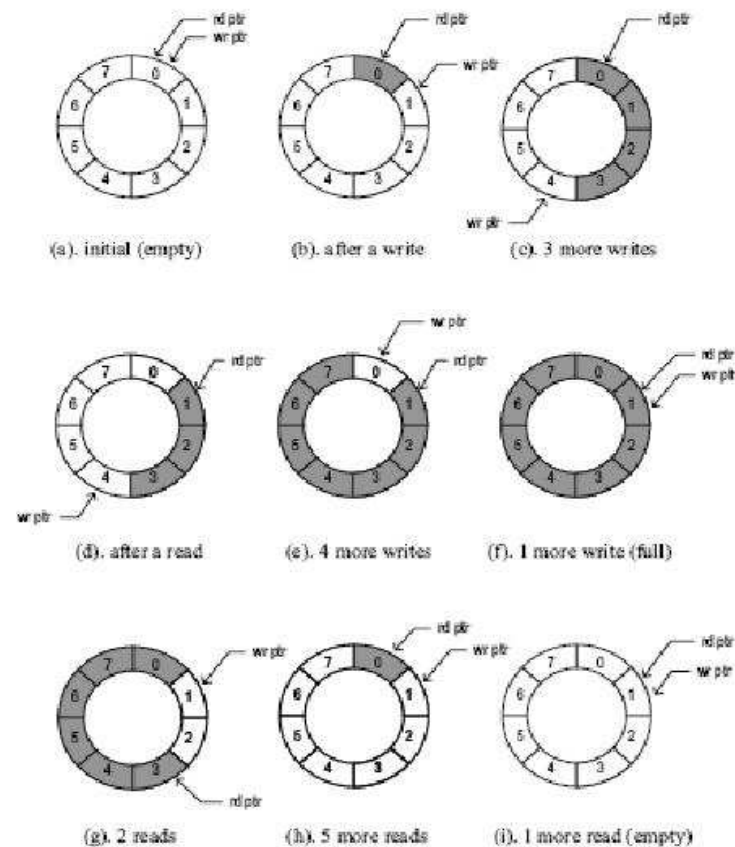 rd ptr
wr ptr
7 0
6 1
5 2
4 3
(a). initial (empty)
rd ptr
wr ptr
7 0
6 1
5 2
4 3
(b). after a write
rd ptr
7 0
6 1
5 2
4 3
wr ptr
(c). 3 more writes
rd ptr
7 0
6 1
5 2
4 3
wr ptr
(d). after a read
wr ptr
rd ptr
7 0
6 1
5 2
4 3
(e). 4 more writes
rd ptr
wr ptr
7 0
6 1
5 2
4 3
(f). 1 more write (full)
wr ptr
7 0
6 1
5 2
4 3
rd ptr
(g). 2 reads
rd ptr
wr ptr
7 0
6 1
5 2
4 3
(h). 5 more reads
rd ptr
wr ptr
7 0
6 1
5 2
4 3
(i). 1 more read (empty)